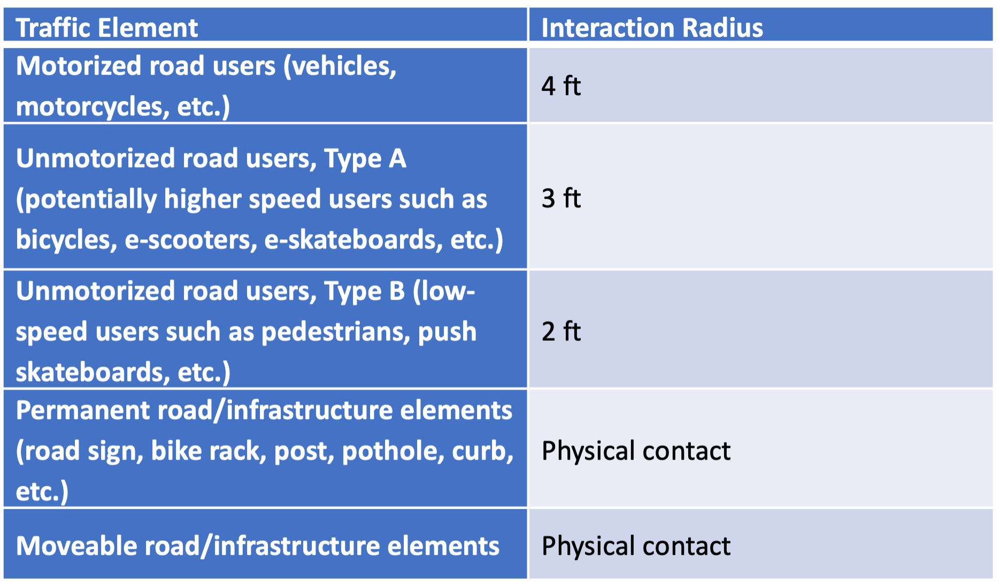 Traffic Element
Interaction Radius
Motorized road users (vehicles,
motorcycles, etc.)
4 ft
Unmotorized road users, Type A
(potentially higher speed users such as
bicycles, e-scooters, e-skateboards, etc.)
3 ft
Unmotorized road users, Type B (low-
speed users such as pedestrians, push
skateboards, etc.)
2 ft
Permanent road/infrastructure elements
(road sign, bike rack, post, pothole, curb,
etc.)
Physical contact
Moveable road/infrastructure elements
Physical contact